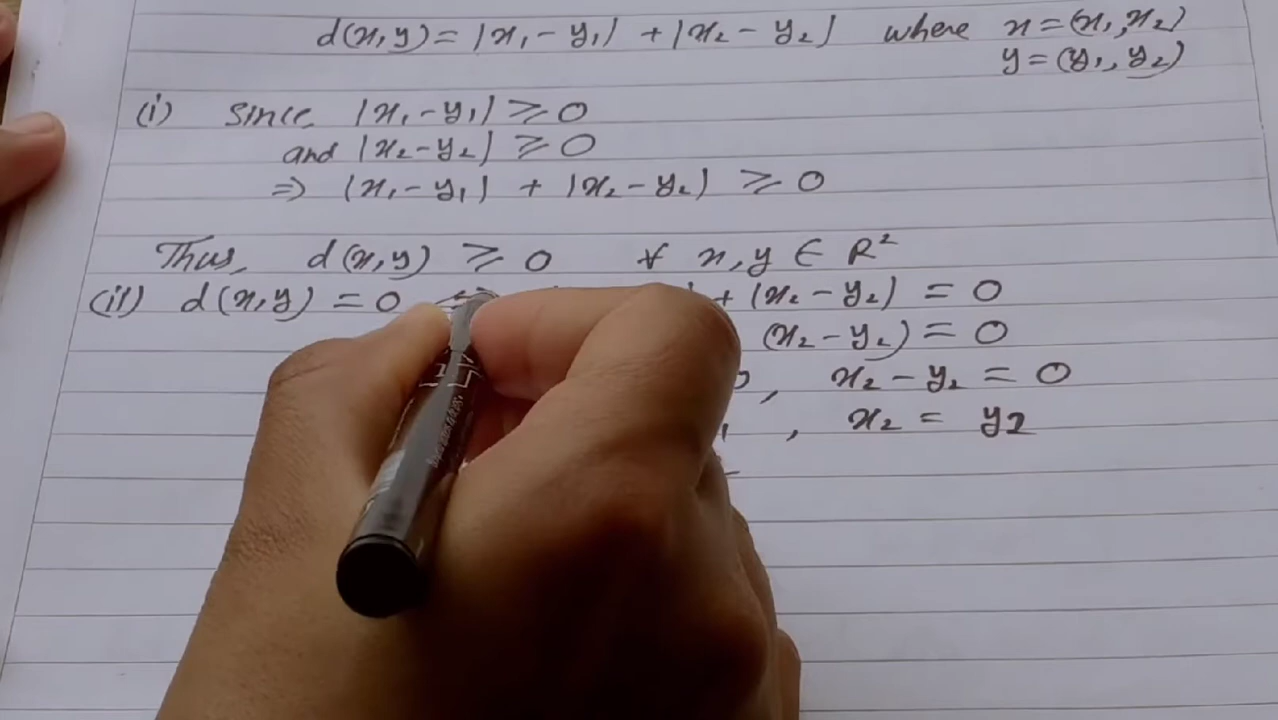 d(x,y) = |x₁ - y₁| + |x₂ - y₂| where x = (x₁, x₂)
y = (y₁, y₂)
(i) Since |x₁ - y₁| ≥ 0
and |x₂ - y₂| ≥ 0
⇒ |x₁ - y₁| + |x₂ - y₂| ≥ 0
Thus, d(x,y) ≥ 0 ∀ x,y ∈ R²
(ii) d(x,y) = 0 ⇔ + |x₂ - y₂| = 0
|x₂ - y₂| = 0
, x₂ - y₂ = 0
, x₂ = y₂